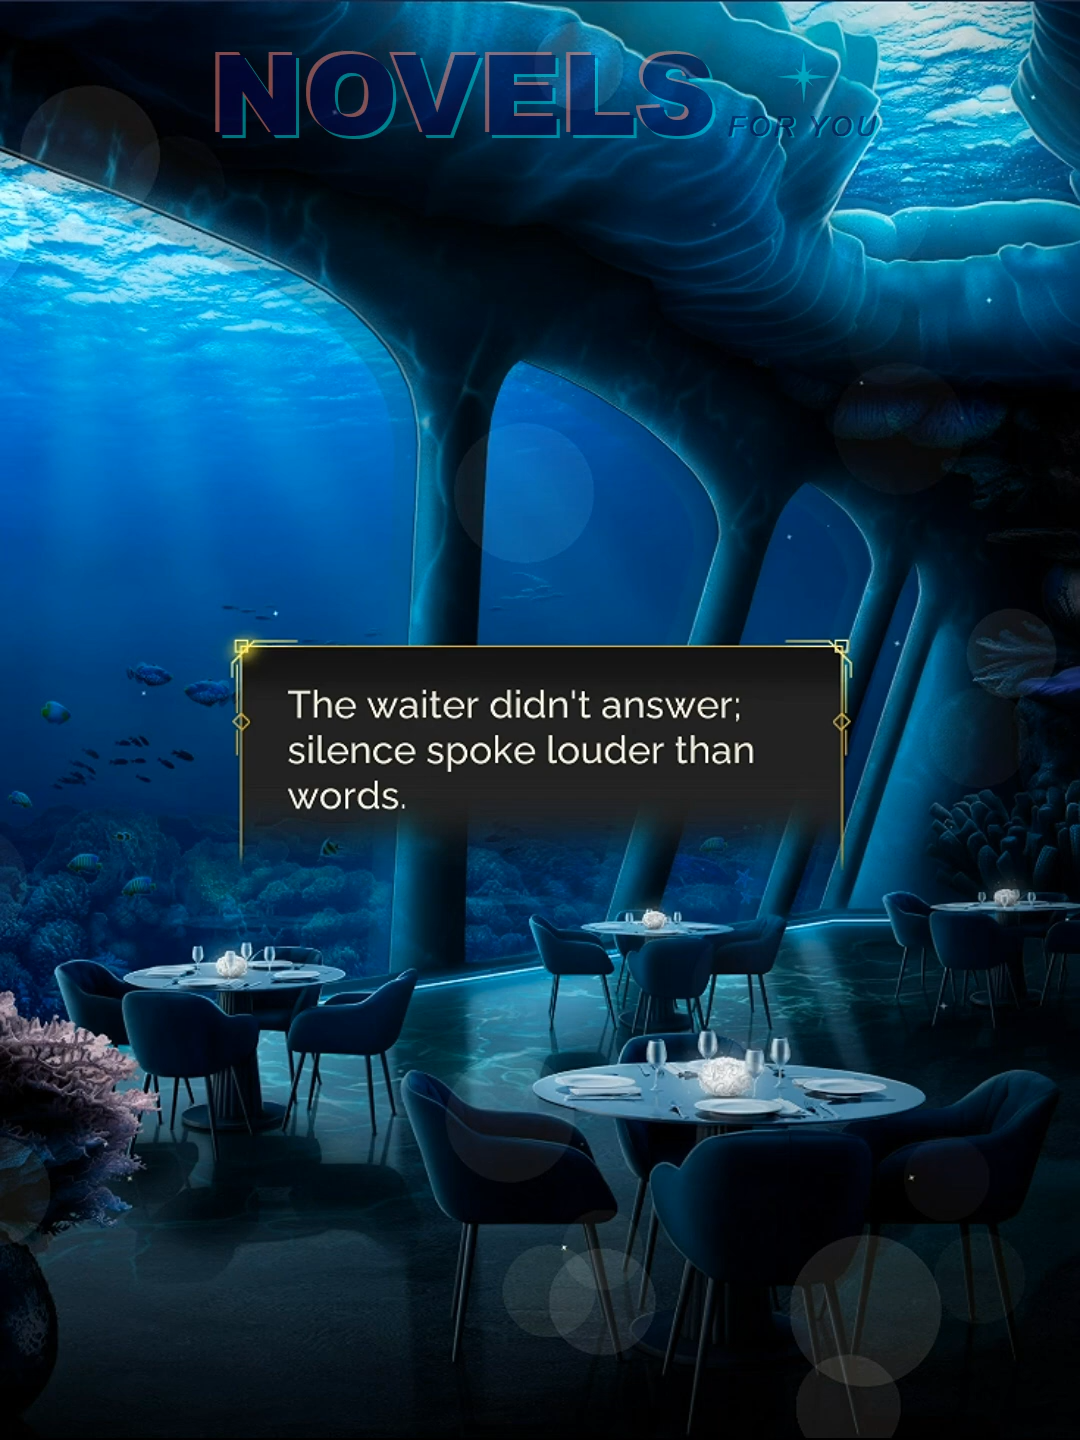 NOVELS
FOR YOU
The waiter didn't answer;
silence spoke louder than
words.